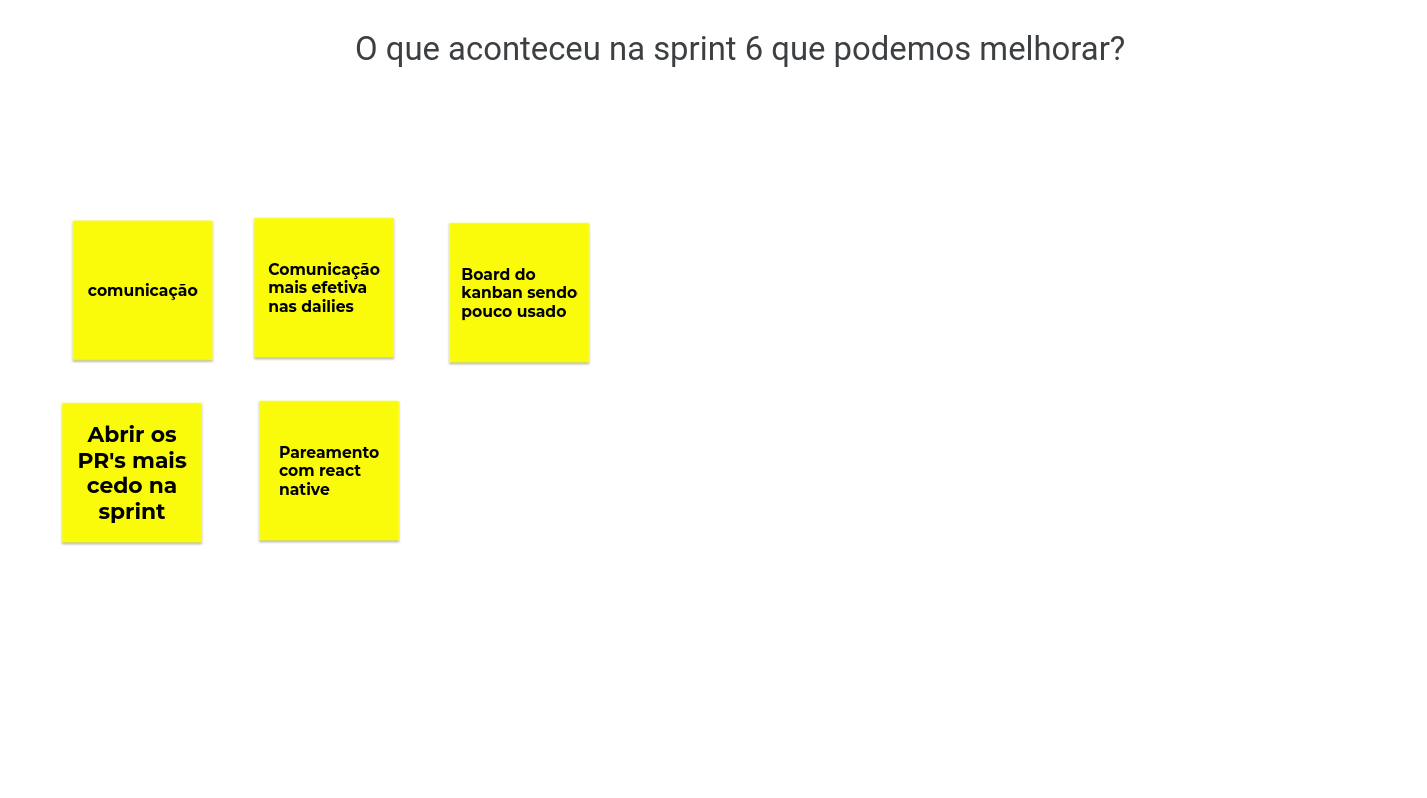 O que aconteceu na sprint 6 que podemos melhorar?
comunicação
Comunicação
mais efetiva
nas dailies
Board do
kanban sendo
pouco usado
Abrir os
PR's mais
cedo na
sprint
Pareamento
com react
native